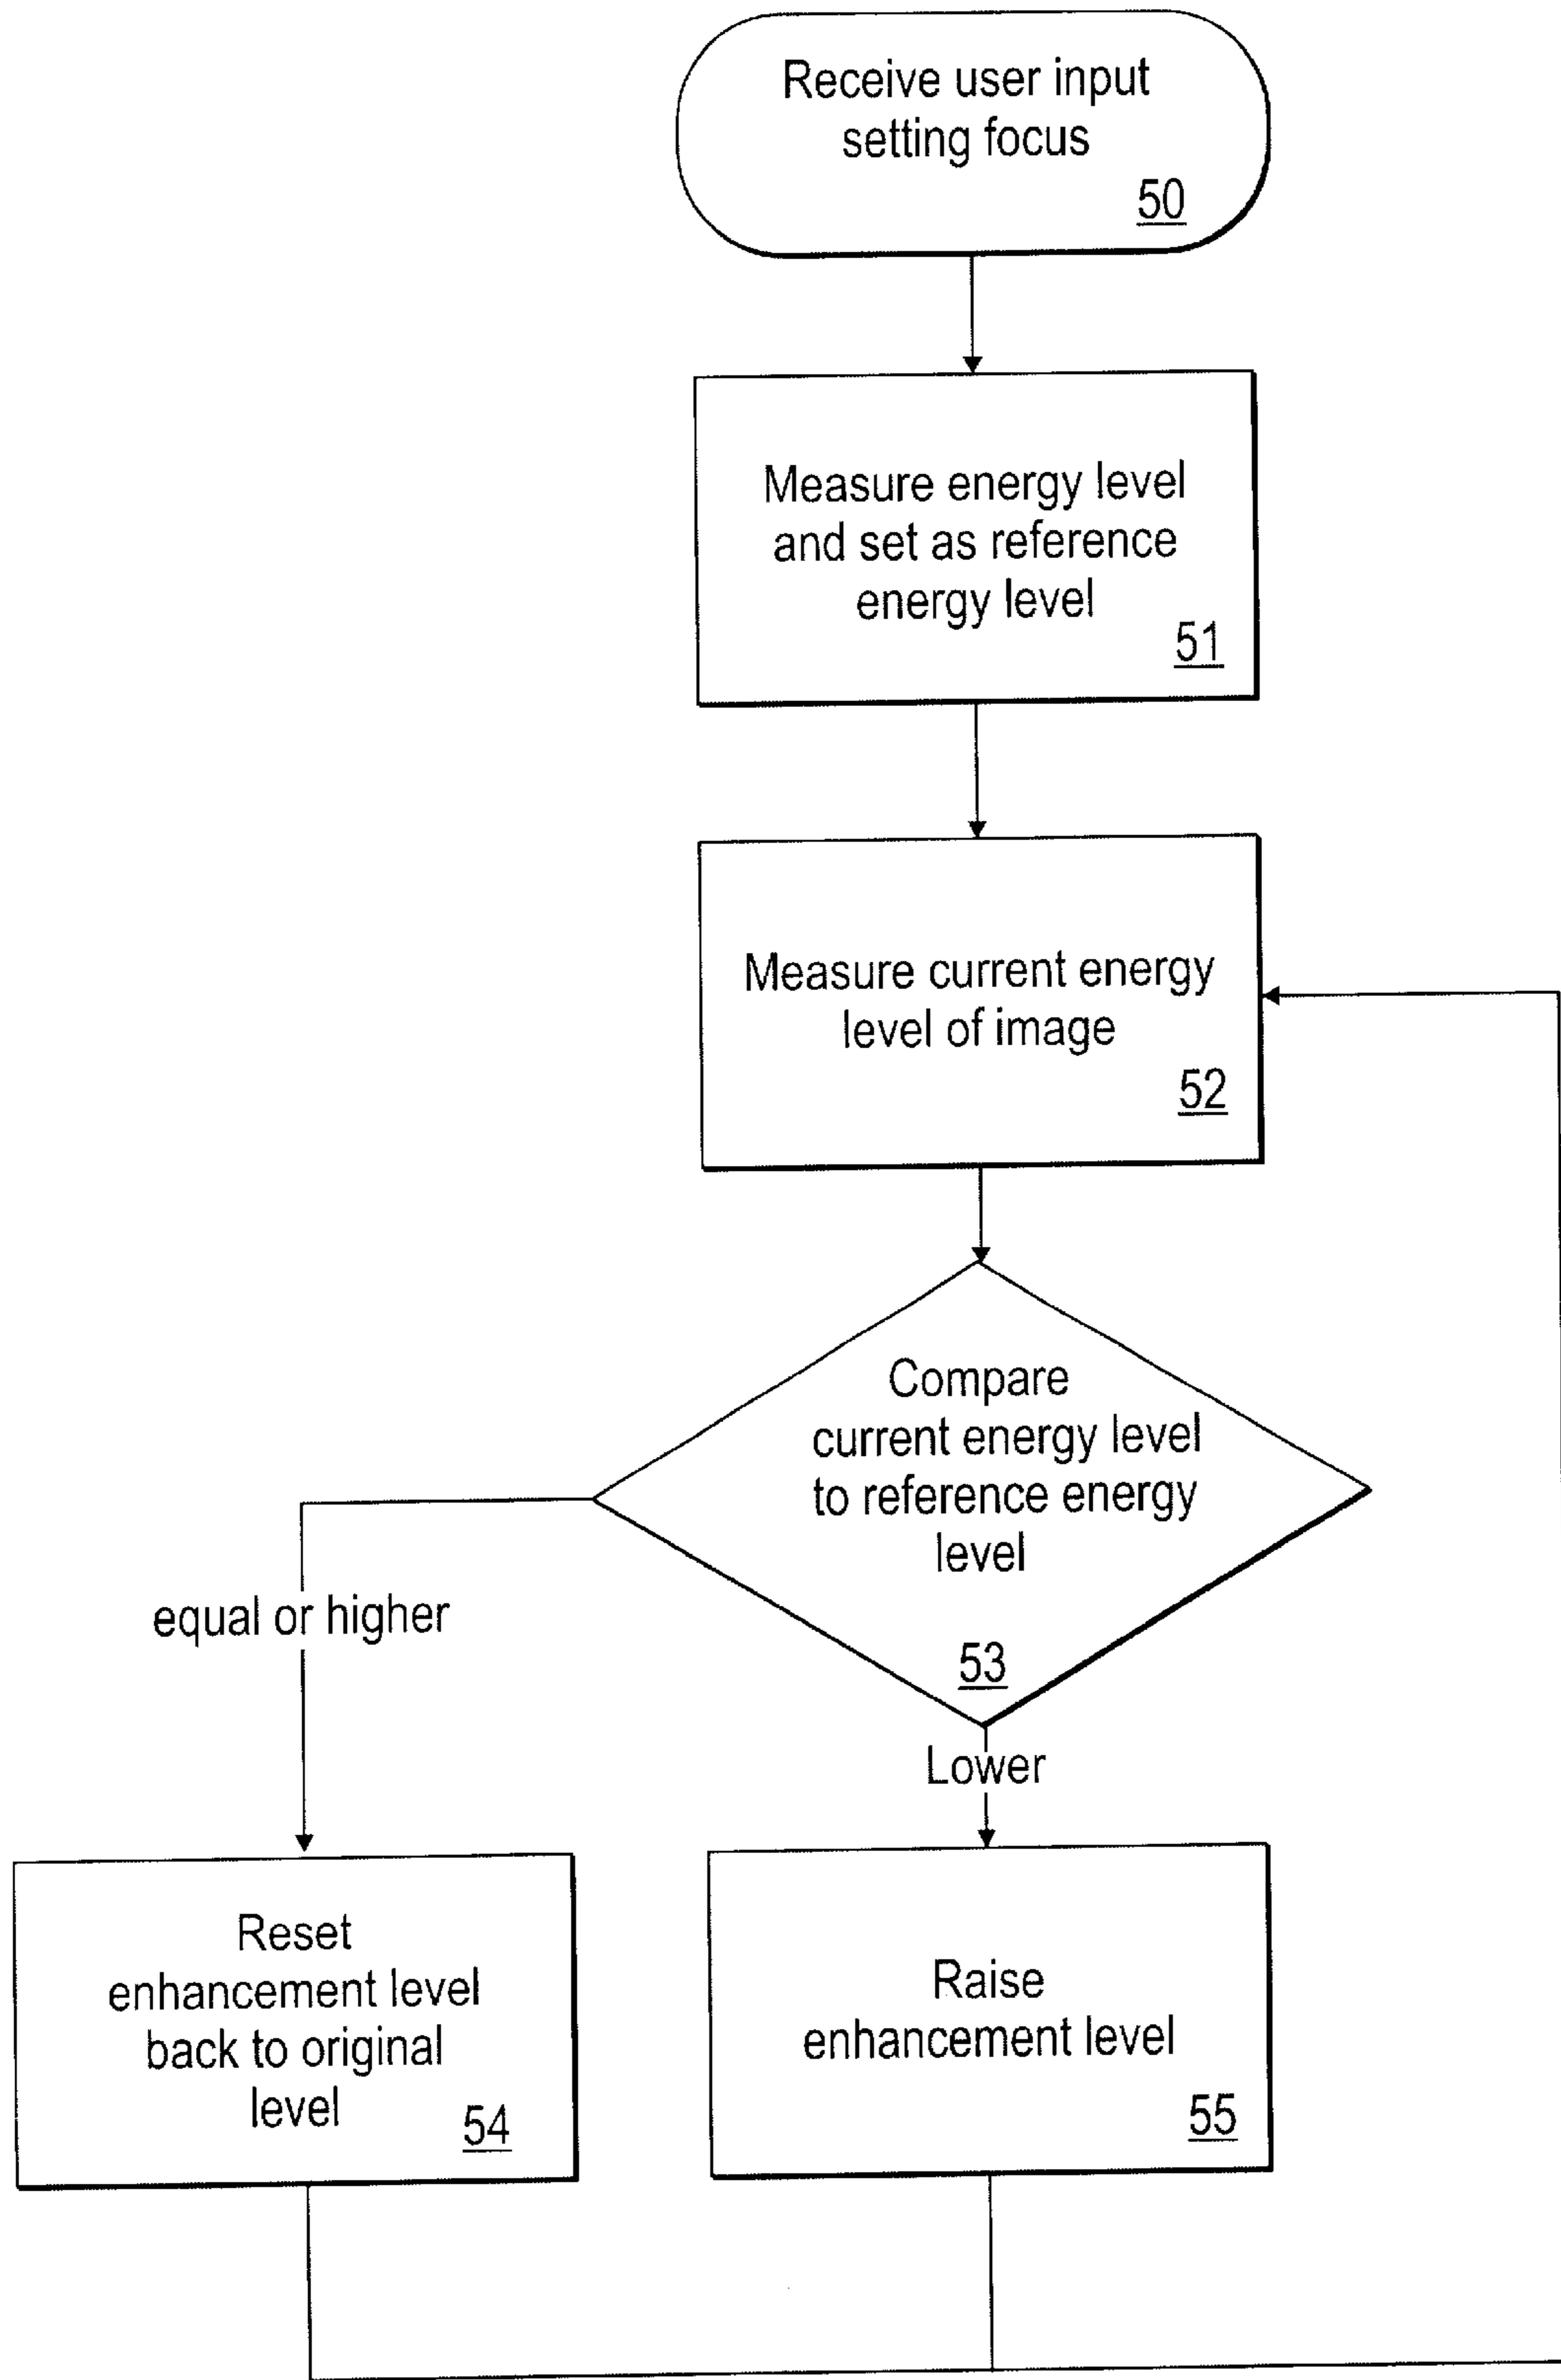 Receive user input
setting focus
50
Measure energy level
and set as reference
energy level
51
Measure current energy
level of image
52
Compare
current energy level
to reference energy
level
53
equal or higher
Lower
Reset
enhancement level
back to original
level
54
Raise
enhancement level
55